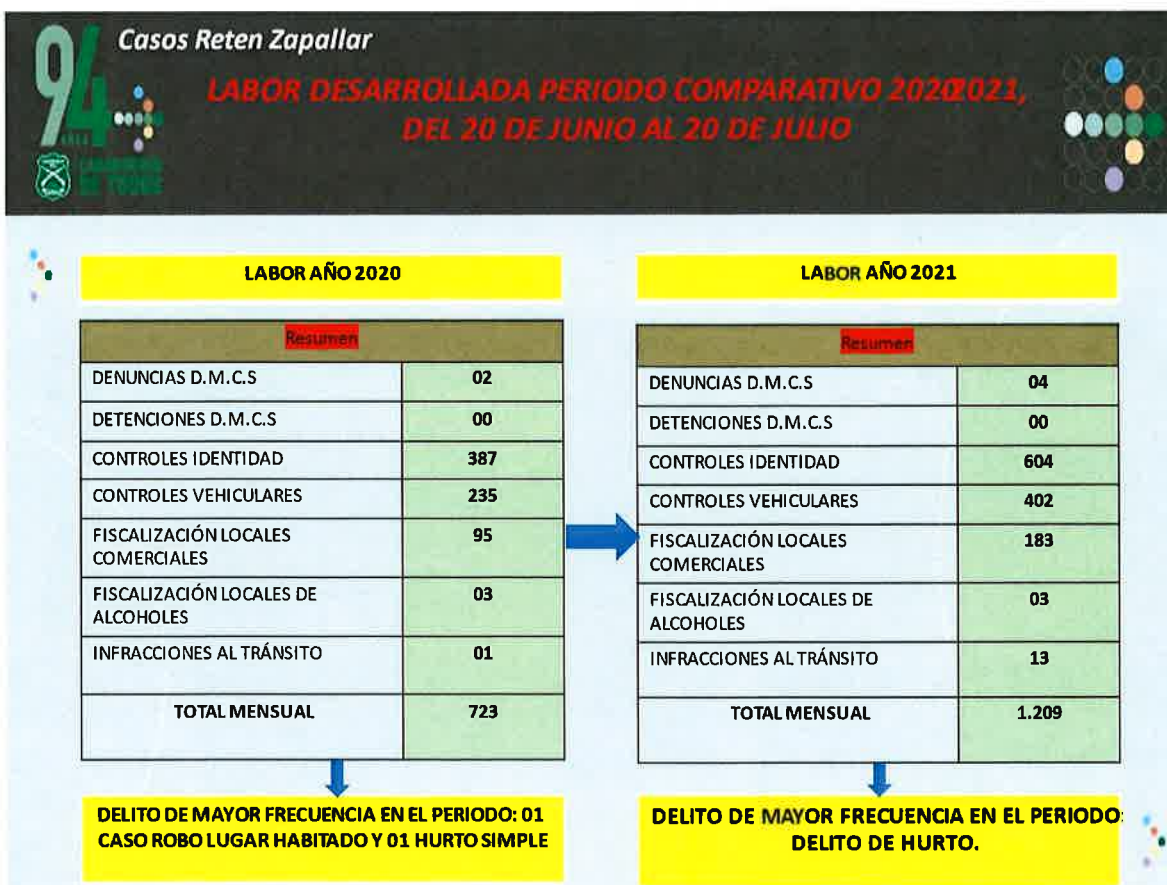 94
AÑOS
Casos Reten Zapallar
LABOR DESARROLLADA PERIODO COMPARATIVO 20202021,
DEL 20 DE JUNIO AL 20 DE JULIO
DE TODOS
LABOR AÑO 2020
Resumen
DENUNCIAS D.M.C.S 02
DETENCIONES D.M.C.S 00
CONTROLES IDENTIDAD 387
CONTROLES VEHICULARES 235
FISCALIZACIÓN LOCALES
COMERCIALES 95
FISCALIZACIÓN LOCALES DE
ALCOHOLES 03
INFRACCIONES AL TRÁNSITO 01
TOTAL MENSUAL 723
DELITO DE MAYOR FRECUENCIA EN EL PERIODO: 01
CASO ROBO LUGAR HABITADO Y 01 HURTO SIMPLE
LABOR AÑO 2021
Resumen
DENUNCIAS D.M.C.S 04
DETENCIONES D.M.C.S 00
CONTROLES IDENTIDAD 604
CONTROLES VEHICULARES 402
FISCALIZACIÓN LOCALES
COMERCIALES 183
FISCALIZACIÓN LOCALES DE
ALCOHOLES 03
INFRACCIONES AL TRÁNSITO 13
TOTAL MENSUAL 1.209
DELITO DE MAYOR FRECUENCIA EN EL PERIODO:
DELITO DE HURTO.